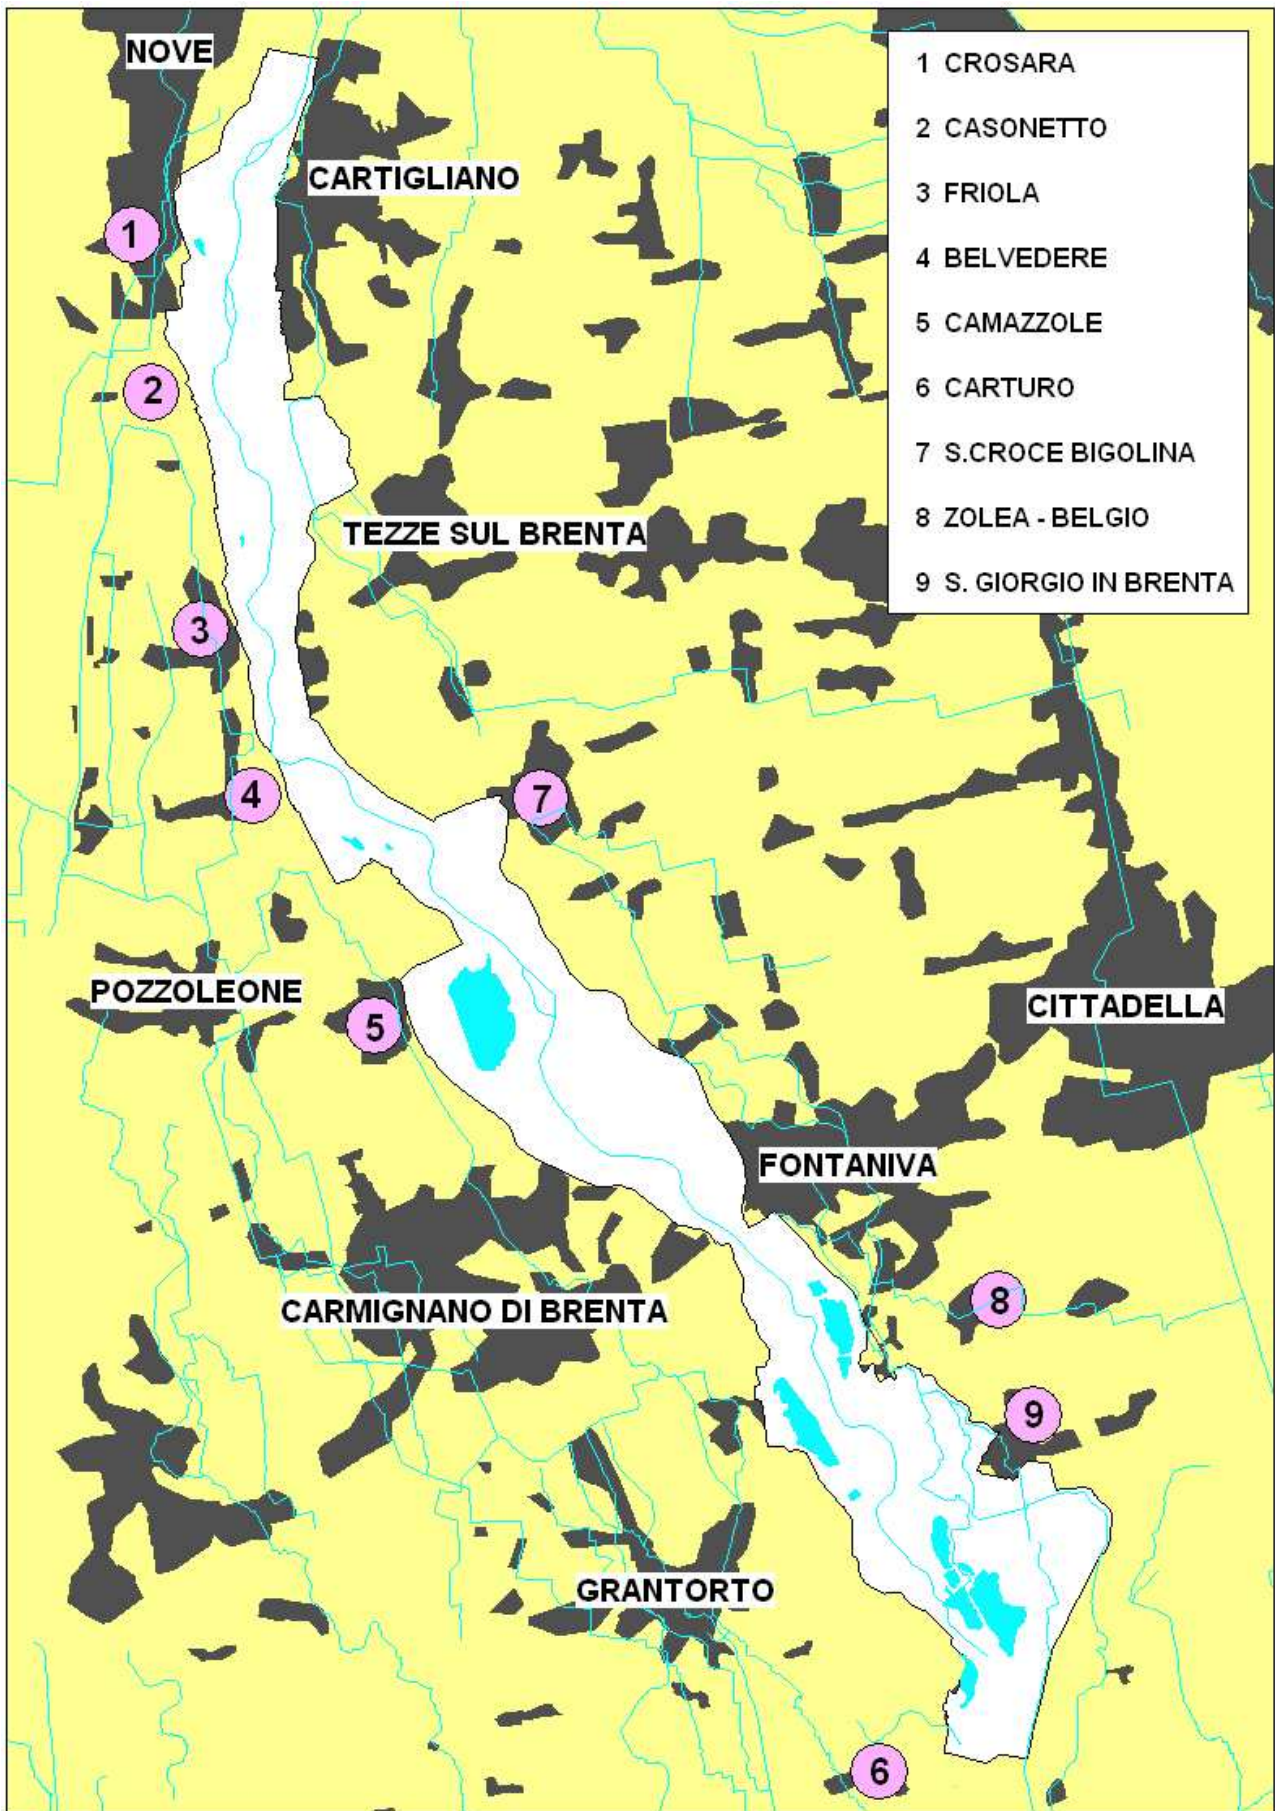 NOVE
1 CROSARA
2 CASONETTO
3 FRIOLA
4 BELVEDERE
5 CAMAZZOLE
6 CARTURO
7 S.CROCE BIGOLINA
8 ZOLEA - BELGIO
9 S. GIORGIO IN BRENTA
CARTIGLIANO
1
2
TEZZE SUL BRENTA
3
4
7
POZZOLEONE
5
CITTADELLA
FONTANIVA
CARMIGNANO DI BRENTA
8
9
GRANTORTO
6